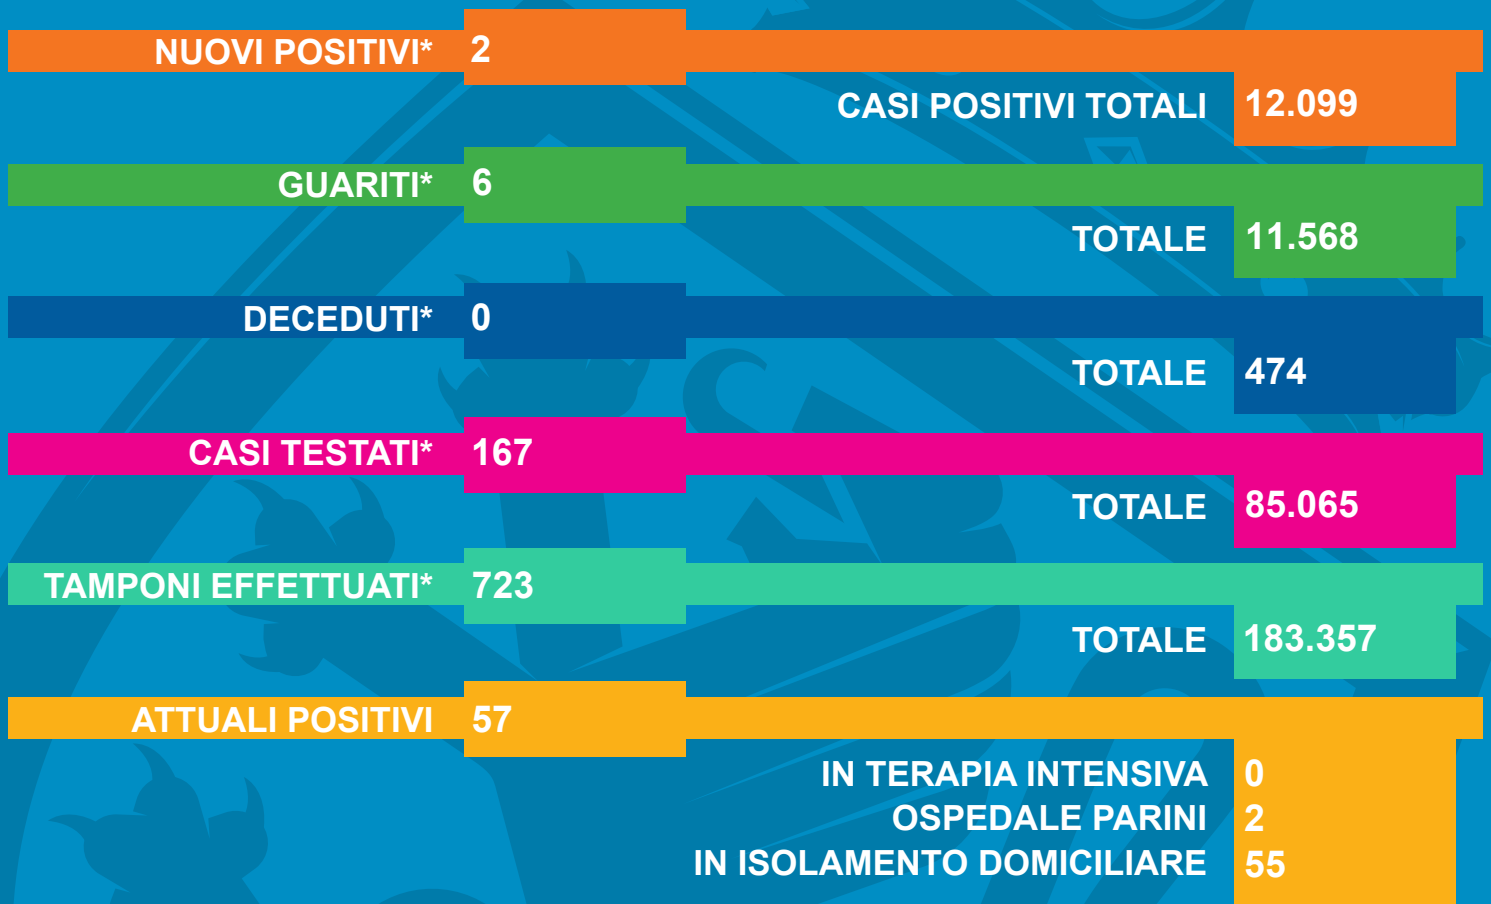 NUOVI POSITIVI* 2
CASI POSITIVI TOTALI 12.099
GUARITI* 6
TOTALE 11.568
DECEDUTI* 0
TOTALE 474
CASI TESTATI* 167
TOTALE 85.065
TAMPONI EFFETTUATI* 723
TOTALE 183.357
ATTUALI POSITIVI 57
IN TERAPIA INTENSIVA 0
OSPEDALE PARINI 2
IN ISOLAMENTO DOMICILIARE 55